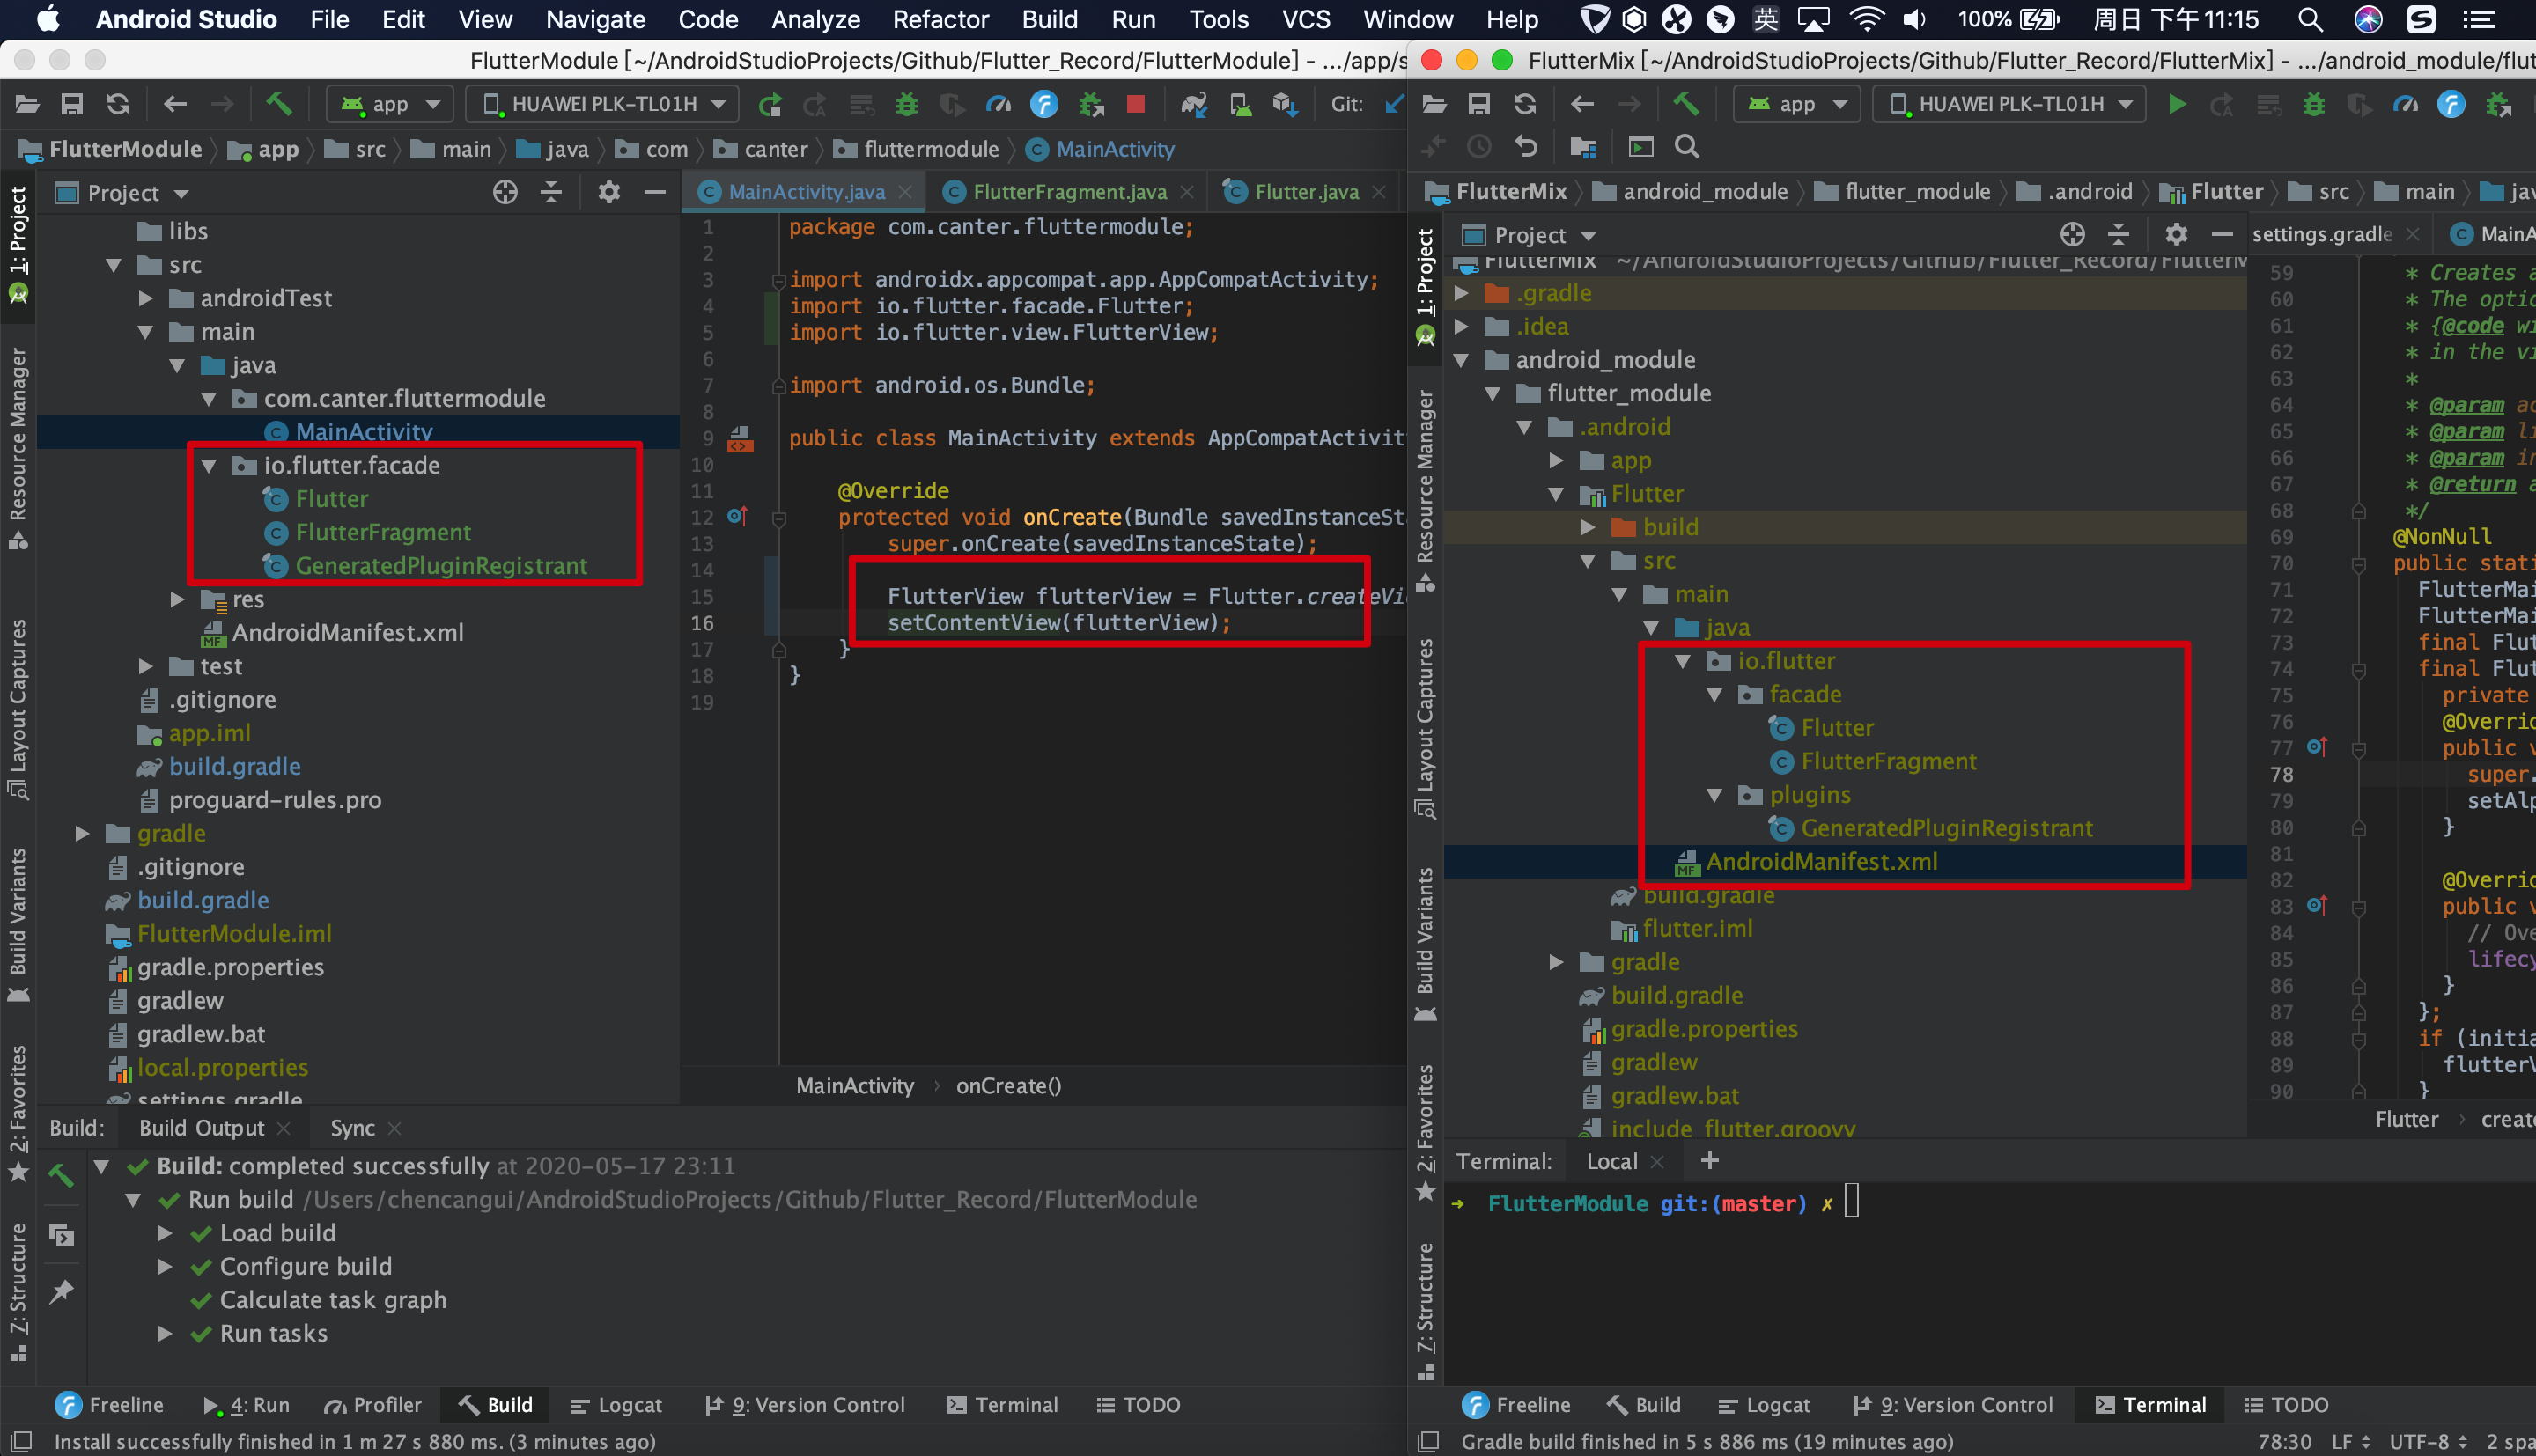 Android Studio File Edit View Navigate Code Analyze Refactor Build Run Tools VCS Window Help 英 100% 周日 下午11:15
FlutterModule [~/AndroidStudioProjects/Github/Flutter_Record/FlutterModule] - .../app/s
app HUAWEI PLK-TL01H Git:
FlutterModule app src main java com canter fluttermodule MainActivity
Project
MainActivity.java FlutterFragment.java Flutter.java
1: Project
Resource Manager
Layout Captures
Build Variants
2: Favorites
Z: Structure
libs
src
androidTest
main
java
com.canter.fluttermodule
MainActivity
io.flutter.facade
Flutter
FlutterFragment
GeneratedPluginRegistrant
res
AndroidManifest.xml
test
.gitignore
app.iml
build.gradle
proguard-rules.pro
gradle
.gitignore
build.gradle
FlutterModule.iml
gradle.properties
gradlew
gradlew.bat
local.properties
settings.gradle
1 package com.canter.fluttermodule;
2
3 import androidx.appcompat.app.AppCompatActivity;
4 import io.flutter.facade.Flutter;
5 import io.flutter.view.FlutterView;
6
7 import android.os.Bundle;
8
9 public class MainActivity extends AppCompatActivit
10
11 @Override
12 protected void onCreate(Bundle savedInstanceSta
13 super.onCreate(savedInstanceState);
14
15 FlutterView flutterView = Flutter.createVi
16 setContentView(flutterView);
17 }
18 }
19
MainActivity › onCreate()
Build: Build Output Sync
Build: completed successfully at 2020-05-17 23:11
Run build /Users/chencangui/AndroidStudioProjects/Github/Flutter_Record/FlutterModule
Load build
Configure build
Calculate task graph
Run tasks
Freeline 4: Run Profiler Build Logcat 9: Version Control Terminal TODO
Install successfully finished in 1 m 27 s 880 ms. (3 minutes ago)
FlutterMix [~/AndroidStudioProjects/Github/Flutter_Record/FlutterMix] - .../android_module/flut
app HUAWEI PLK-TL01H
FlutterMix android_module flutter_module .android Flutter src main jav
Project
settings.gradle MainA
1: Project
Resource Manager
Layout Captures
Build Variants
2: Favorites
Z: Structure
FlutterMix ~/AndroidStudioProjects/Github/Flutter_Record/FlutterM
.gradle
.idea
android_module
flutter_module
.android
app
Flutter
build
src
main
java
io.flutter
facade
Flutter
FlutterFragment
plugins
GeneratedPluginRegistrant
AndroidManifest.xml
build.gradle
flutter.iml
gradle
build.gradle
gradle.properties
gradlew
gradlew.bat
include_flutter.groovy
59 * Creates a
60 * The optio
61 * {@code wi
62 * in the vi
63 *
64 * @param ac
65 * @param li
66 * @param in
67 * @return a
68 */
69 @NonNull
70 public stati
71 FlutterMai
72 FlutterMai
73 final Flut
74 final Flut
75 private
76 @Overrid
77 public v
78 super.
79 setAlp
80 }
81
82 @Overrid
83 public v
84 // Ove
85 lifecy
86 }
87 };
88 if (initia
89 flutterV
90 }
Flutter › create
Terminal: Local +
➜ FlutterModule git:(master) ✗
Freeline Build Logcat 9: Version Control Terminal TODO
Gradle build finished in 5 s 886 ms (19 minutes ago) 78:30 LF UTF-8 2 spa